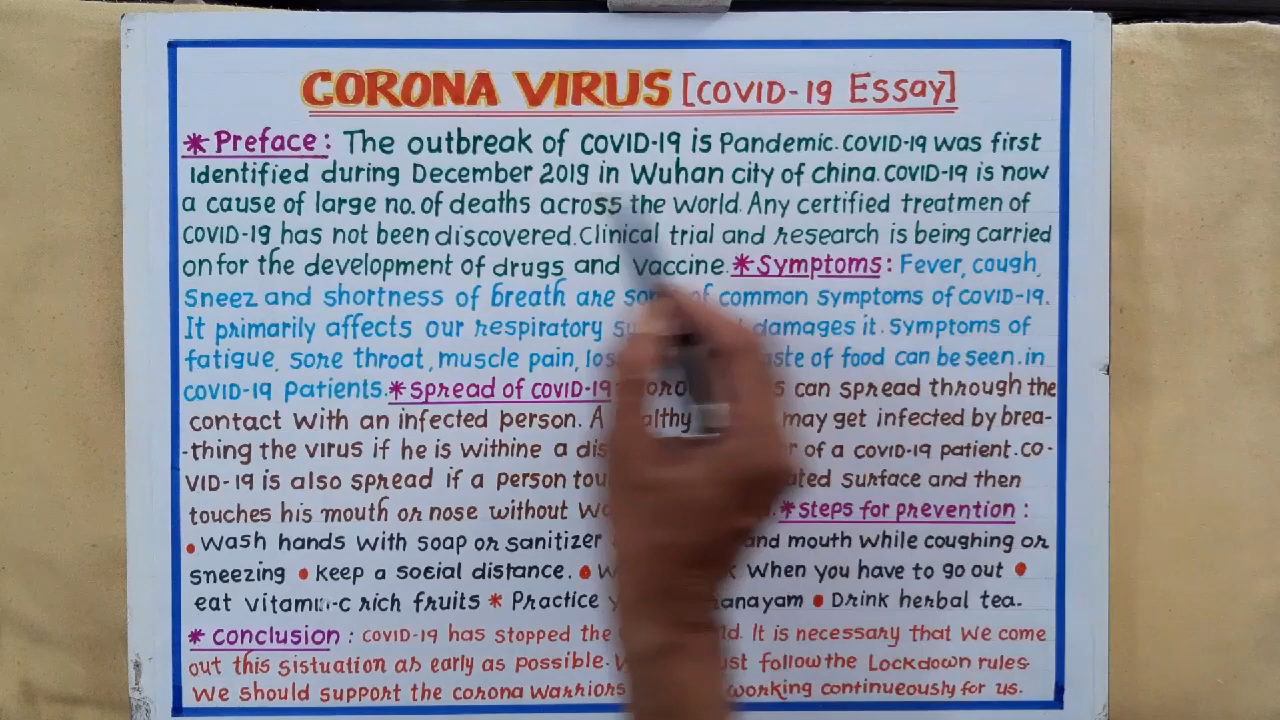 CORONA VIRUS [COVID-19 Essay]
* Preface: The outbreak of COVID-19 is Pandemic. COVID-19 was first
identified during December 2019 in Wuhan city of china. COVID-19 is now
a cause of large no. of deaths across the world. Any certified treatmen of
COVID-19 has not been discovered. Clinical trial and research is being carried
on for the development of drugs and vaccine. * Symptoms: Fever, cough,
Sneez and shortness of breath are of common symptoms of COVID-19.
It primarily affects our respiratory damages it. Symptoms of
fatigue, sore throat, muscle pain, of food can be seen. in
COVID-19 patients. * Spread of COVID-19 can spread through the
contact With an infected person. A may get infected by brea-
-thing the virus if he is withine a of a covid-19 patient. CO-
VID-19 is also spread if a person surface and then
touches his mouth or nose without * steps for prevention :
• wash hands with soap or sanitizer and mouth while coughing or
sneezing • keep a social distance. • when you have to go out •
eat vitamin-c rich fruits * Practice • Drink herbal tea.
* conclusion : COVID-19 has stopped the It is necessary that We come
out this sistuation as early as possible. follow the Lockdown rules
We should support the corona warriors working continueously for us.